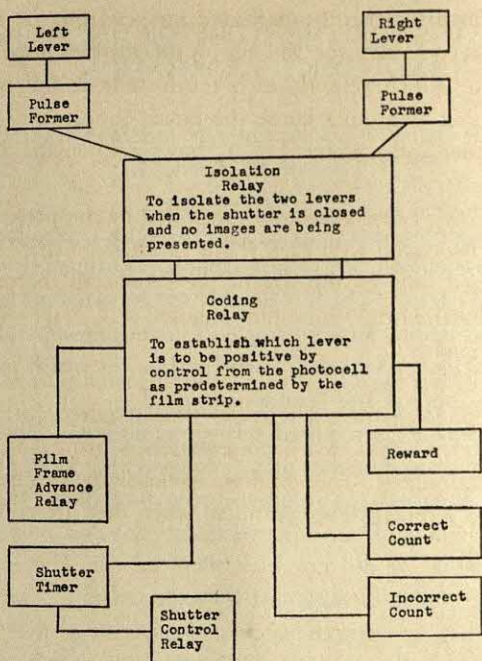 Left
Lever
Right
Lever
Pulse
Former
Pulse
Former
Isolation
Relay
To isolate the two levers
when the shutter is closed
and no images are being
presented.
Coding
Relay
To establish which lever
is to be positive by
control from the photocell
as predetermined by the
film strip.
Film
Frame
Advance
Relay
Reward
Correct
Count
Shutter
Timer
Incorrect
Count
Shutter
Control
Relay